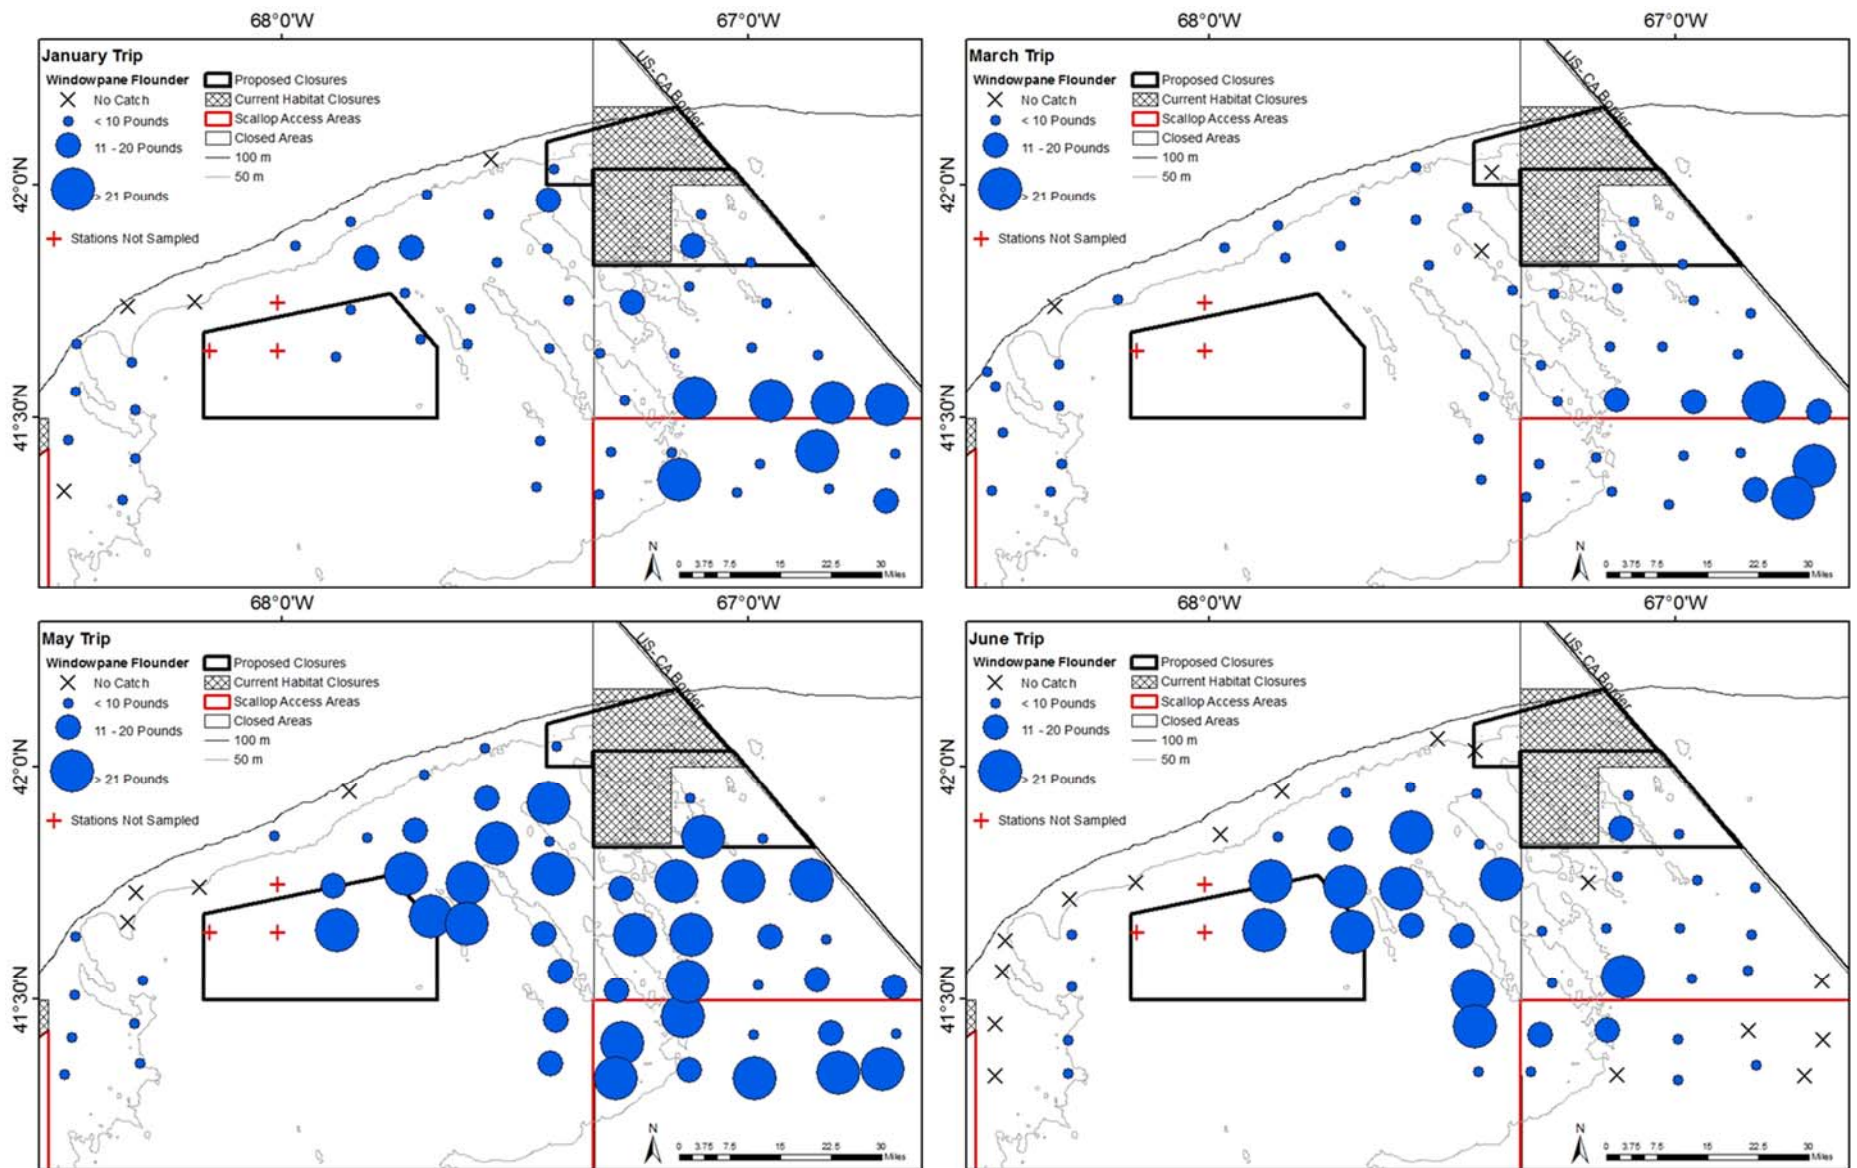 68°0'W 67°0'W 68°0'W 67°0'W
January Trip
Windowpane Flounder
No Catch
< 10 Pounds
11 - 20 Pounds
> 21 Pounds
Stations Not Sampled
Proposed Closures
Current Habitat Closures
Scallop Access Areas
Closed Areas
100 m
50 m
US- CA Border
42°0'N
41°30'N
N
0 3.75 7.5 15 22.5 30
Miles
March Trip
Windowpane Flounder
No Catch
< 10 Pounds
11 - 20 Pounds
> 21 Pounds
Stations Not Sampled
Proposed Closures
Current Habitat Closures
Scallop Access Areas
Closed Areas
100 m
50 m
US- CA Border
42°0'N
41°30'N
N
0 3.75 7.5 15 22.5 30
Miles
68°0'W 67°0'W 68°0'W 67°0'W
May Trip
Windowpane Flounder
No Catch
< 10 Pounds
11 - 20 Pounds
> 21 Pounds
Stations Not Sampled
Proposed Closures
Current Habitat Closures
Scallop Access Areas
Closed Areas
100 m
50 m
US- CA Border
42°0'N
41°30'N
N
0 3.75 7.5 15 22.5 30
Miles
June Trip
Windowpane Flounder
No Catch
< 10 Pounds
11 - 20 Pounds
> 21 Pounds
Stations Not Sampled
Proposed Closures
Current Habitat Closures
Scallop Access Areas
Closed Areas
100 m
50 m
US- CA Border
42°0'N
41°30'N
N
0 3.75 7.5 15 22.5 30
Miles